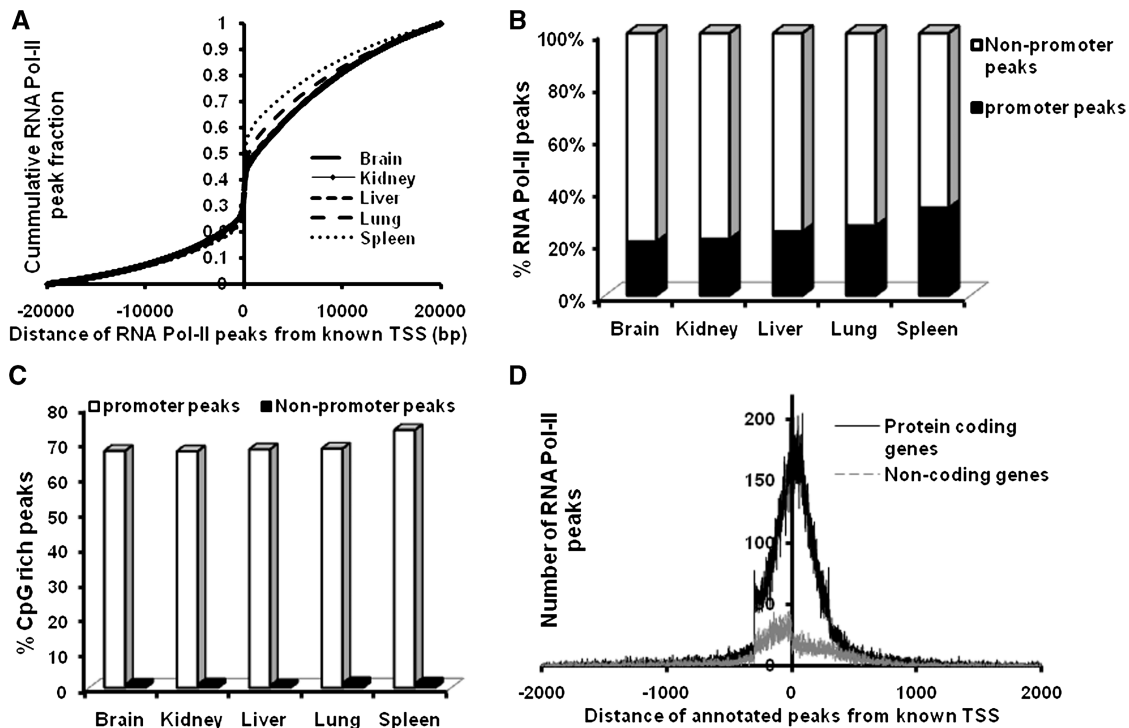 A
Cummulative RNA Pol-II
peak fraction
1
0.9
0.8
0.7
0.6
0.5
0.4
0.3
0.2
0.1
0
-20000 -10000 0 10000 20000
Distance of RNA Pol-II peaks from known TSS (bp)
Brain
Kidney
Liver
Lung
Spleen
B
% RNA Pol-II peaks
100%
80%
60%
40%
20%
0%
Brain Kidney Liver Lung Spleen
Non-promoter
peaks
promoter peaks
C
% CpG rich peaks
promoter peaks Non-promoter peaks
80
70
60
50
40
30
20
10
0
Brain Kidney Liver Lung Spleen
D
Number of RNA Pol-II
peaks
200
150
100
50
0
-2000 -1000 0 1000 2000
Distance of annotated peaks from known TSS
Protein coding
genes
Non-coding genes